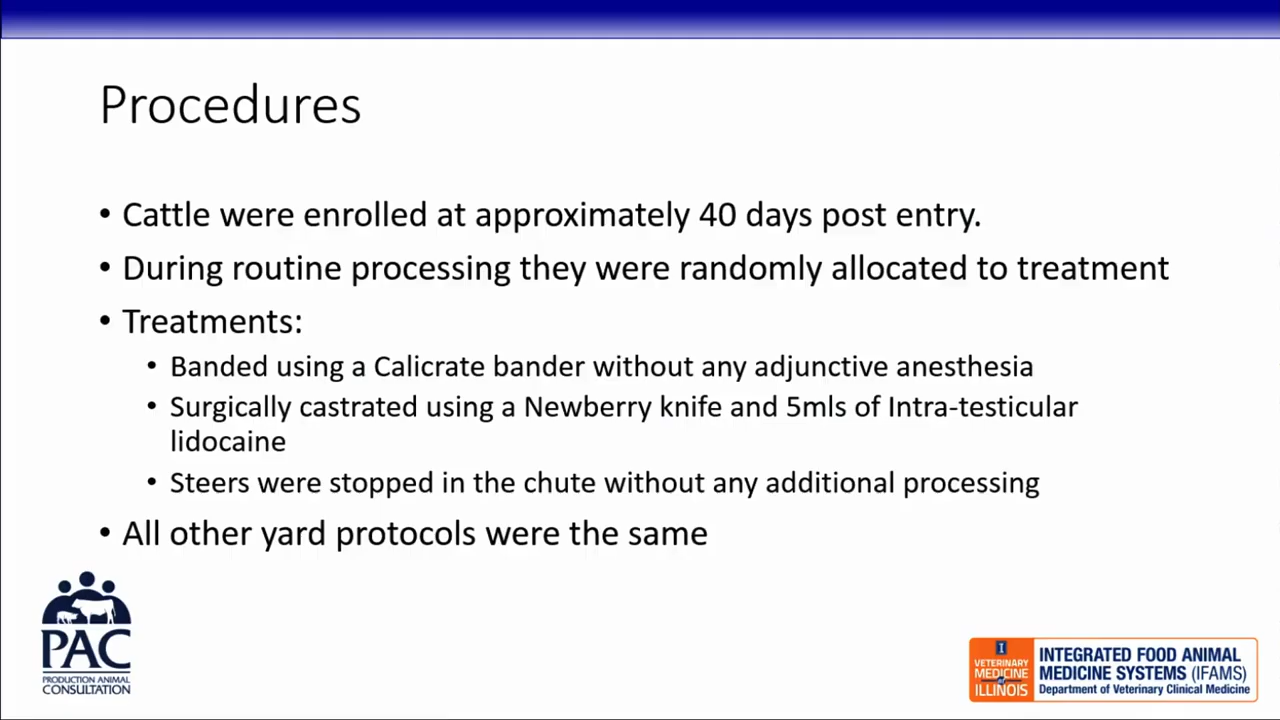 Procedures
• Cattle were enrolled at approximately 40 days post entry.
• During routine processing they were randomly allocated to treatment
• Treatments:
• Banded using a Calicrate bander without any adjunctive anesthesia
• Surgically castrated using a Newberry knife and 5mls of Intra-testicular
lidocaine
• Steers were stopped in the chute without any additional processing
• All other yard protocols were the same
PAC
PRODUCTION ANIMAL
CONSULTATION
I
VETERINARY
MEDICINE
at
ILLINOIS
INTEGRATED FOOD ANIMAL
MEDICINE SYSTEMS (IFAMS)
Department of Veterinary Clinical Medicine